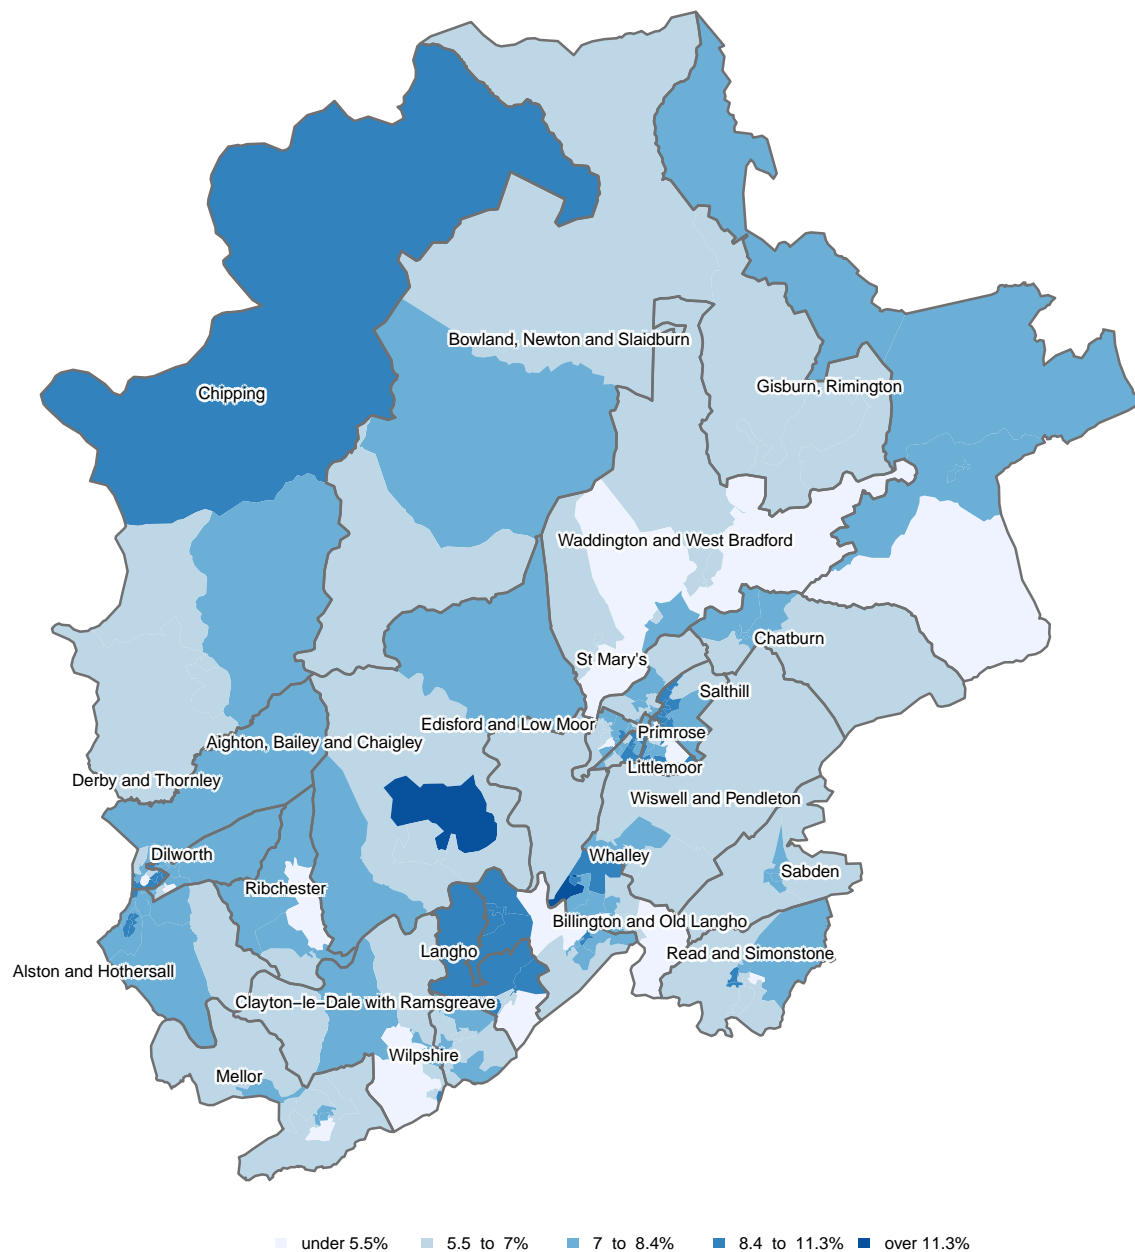 Bowland, Newton and Slaidburn
Gisburn, Rimington
Chipping
Waddington and West Bradford
Chatburn
St Mary's
Salthill
Edisford and Low Moor
Primrose
Aighton, Bailey and Chaigley
Littlemoor
Derby and Thornley
Wiswell and Pendleton
Dilworth
Whalley
Sabden
Ribchester
Billington and Old Langho
Langho
Read and Simonstone
Alston and Hothersall
Clayton−le−Dale with Ramsgreave
Wilpshire
Mellor
under 5.5% 5.5 to 7% 7 to 8.4% 8.4 to 11.3% over 11.3%